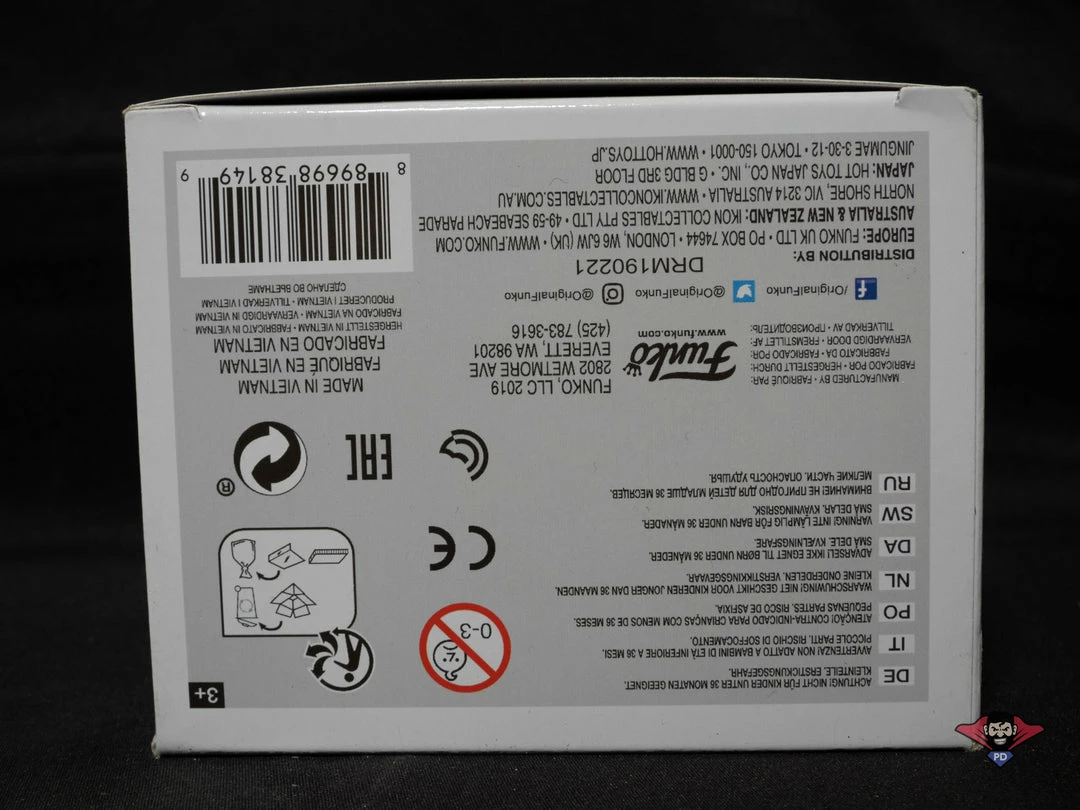 3+
DE
ACHTUNG! NICHT FÜR KINDER UNTER 36 MONATEN GEEIGNET.
KLEINTEILE. ERSTICKUNGSGEFAHR.
IT
AVVERTENZA! NON ADATTO A BAMBINI DI ETÀ INFERIORE A 36 MESI.
PICCOLE PARTI. RISCHIO DI SOFFOCAMENTO.
PO
ATENÇÃO! CONTRA-INDICADO PARA CRIANÇAS COM MENOS DE 36 MESES.
PEQUENAS PARTES. RISCO DE ASFIXIA.
NL
WAARSCHUWING! NIET GESCHIKT VOOR KINDEREN JONGER DAN 36 MAANDEN.
KLEINE ONDERDELEN. VERSTIKKINGSGEVAAR.
DA
ADVARSEL! IKKE EGNET TIL BØRN UNDER 36 MÅNEDER.
SMÅ DELE. KVÆLNINGSFARE.
SW
VARNING! INTE LÄMPLIG FÖR BARN UNDER 36 MÅNADER.
SMÅ DELAR. KVÄVNINGSRISK.
RU
ВНИМАНИЕ! НЕ ПРИГОДНО ДЛЯ ДЕТЕЙ МЛАДШЕ 36 МЕСЯЦЕВ.
МЕЛКИЕ ЧАСТИ. ОПАСНОСТЬ УДУШЬЯ.
0-3
CE
EAC
®
MANUFACTURED BY • FABRIQUÉ PAR:
FABRICADO POR • HERGESTELLT DURCH:
FABBRICATO DA • FABRICADO POR:
VERVAARDIGD DOOR • FREMSTILLET AF:
TILLVERKAD AV • ПРОИЗВОДИТЕЛЬ:
Funko
www.funko.com
FUNKO, LLC 2019
2802 WETMORE AVE
EVERETT, WA 98201
(425) 783-3616
/OriginalFunko
@OriginalFunko
@OriginalFunko
DRM190221
DISTRIBUTION BY:
EUROPE: FUNKO UK LTD • PO BOX 74644 • LONDON, W6 6JW (UK) • WWW.FUNKO.COM
AUSTRALIA & NEW ZEALAND: IKON COLLECTABLES PTY LTD • 49-59 SEABEACH PARADE
NORTH SHORE, VIC 3214 AUSTRALIA • WWW.IKONCOLLECTABLES.COM.AU
JAPAN: HOT TOYS JAPAN CO., INC. • G BLDG 3RD FLOOR
JINGUMAE 3-30-12 • TOKYO 150-0001 • WWW.HOTTOYS.JP
MADE IN VIETNAM
FABRIQUÉ EN VIETNAM
FABRICADO EN VIETNAM
HERGESTELLT IN VIETNAM • FABBRICATO IN VIETNAM
FABRICADO NA VIETNAM • VERVAARDIGD IN VIETNAM
PRODUCERET I VIETNAM • TILLVERKAD I VIETNAM
СДЕЛАНО ВО ВЬЕТНАМЕ
8 89698 38149 9
PD